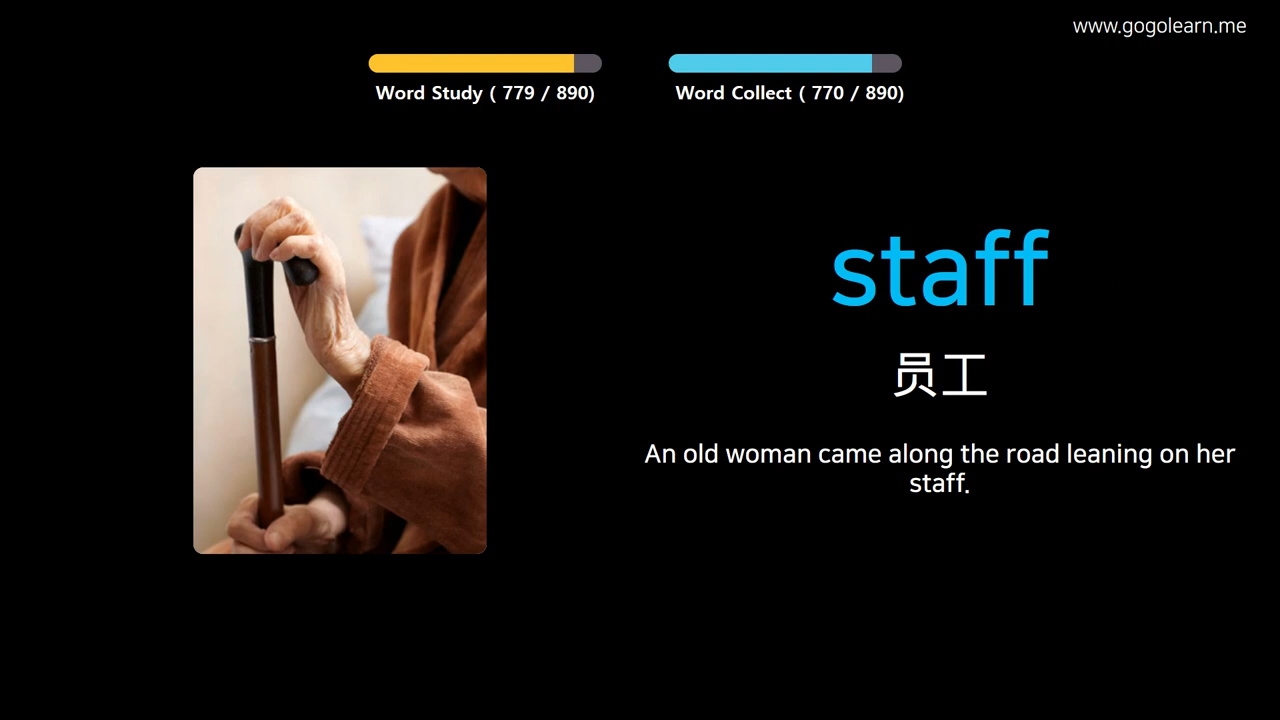 www.gogolearn.me
Word Study ( 779 / 890)
Word Collect ( 770 / 890)
staff
员工
An old woman came along the road leaning on her
staff.